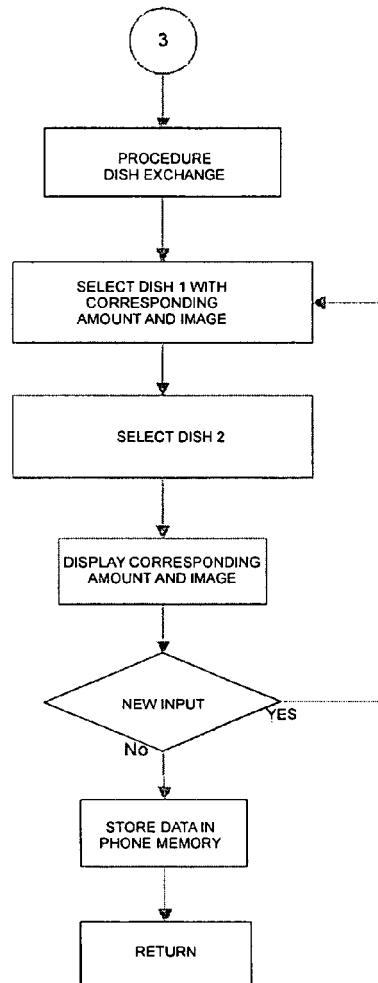 3
PROCEDURE
DISH EXCHANGE
SELECT DISH 1 WITH
CORRESPONDING
AMOUNT AND IMAGE
SELECT DISH 2
DISPLAY CORRESPONDING
AMOUNT AND IMAGE
NEW INPUT
YES
No
STORE DATA IN
PHONE MEMORY
RETURN